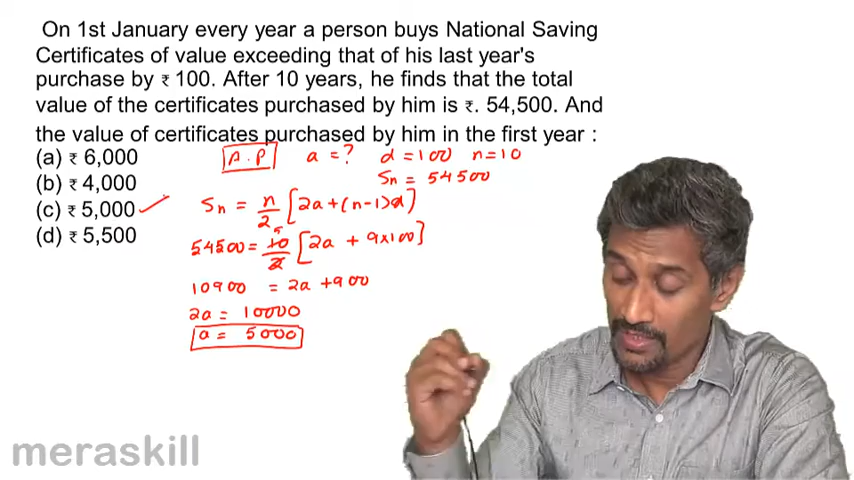 On 1st January every year a person buys National Saving
Certificates of value exceeding that of his last year's
purchase by ₹ 100. After 10 years, he finds that the total
value of the certificates purchased by him is ₹. 54,500. And
the value of certificates purchased by him in the first year :
(a) ₹ 6,000
(b) ₹ 4,000
(c) ₹ 5,000
(d) ₹ 5,500
A.P a = ? d = 100 n = 10
Sn = 54500
Sn = n/2 [2a + (n-1)d]
54500 = 10/2 [2a + 9x100]
5
10900 = 2a + 900
2a = 10000
a = 5000
meraskill